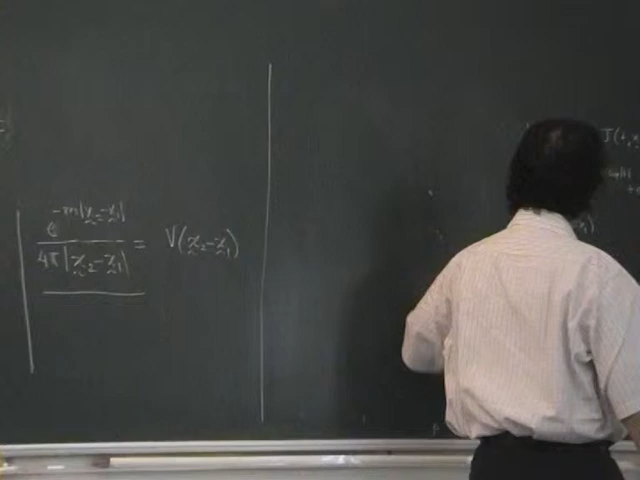 e^{-m|x_2-x_1|}
4π|x_2-x_1| = V(x_2-x_1)
J(t,x